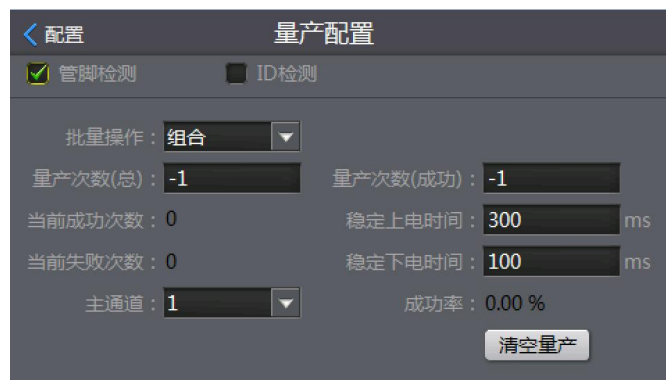 配置 量产配置
管脚检测 ID检测
批量操作：组合
量产次数(总)：-1 量产次数(成功)：-1
当前成功次数：0 稳定上电时间：300 ms
当前失败次数：0 稳定下电时间：100 ms
主通道：1 成功率：0.00 %
清空量产